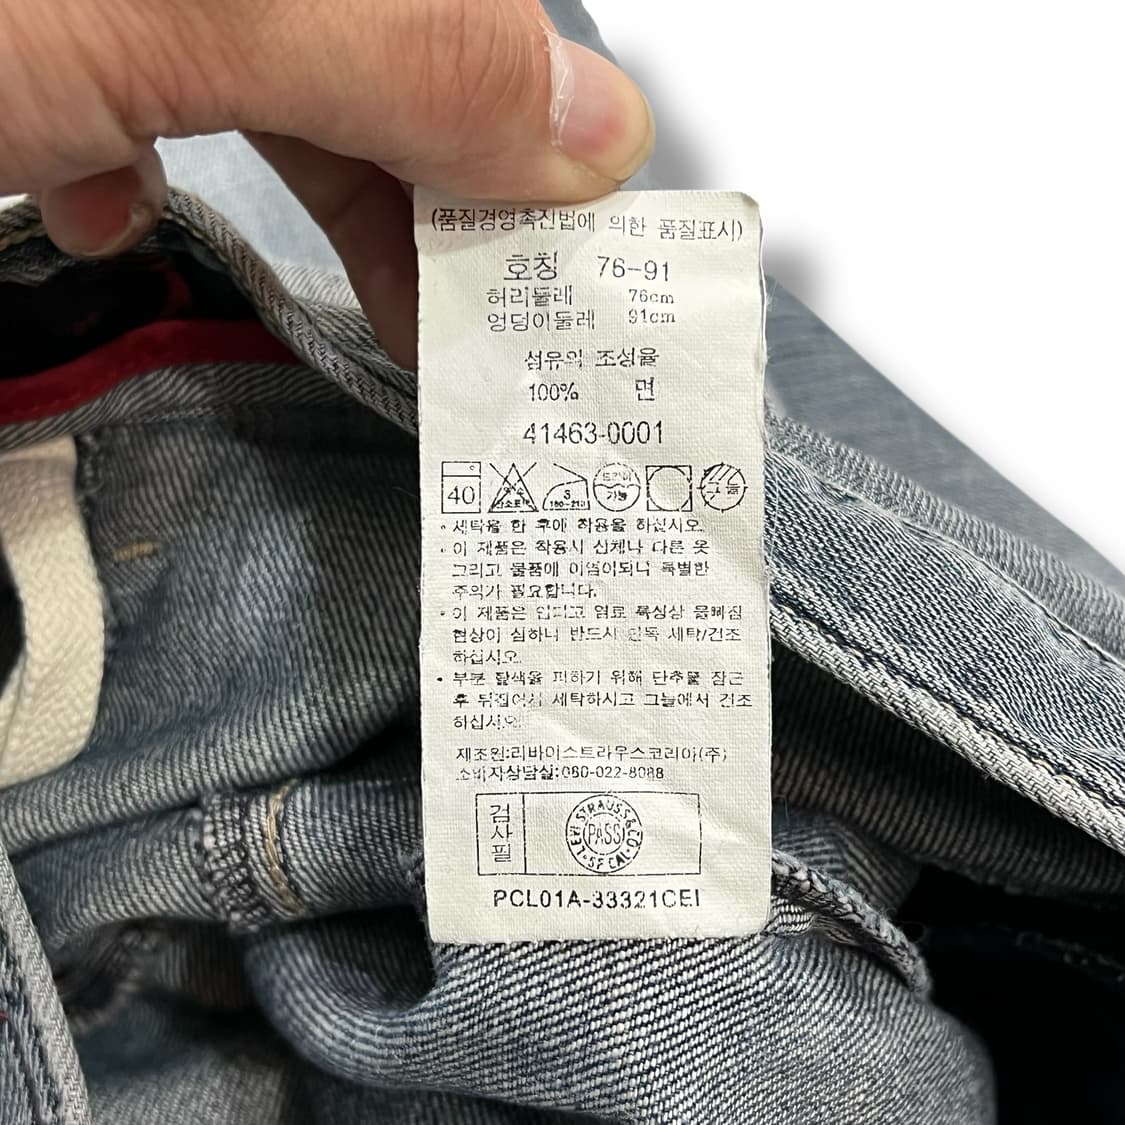 (품질경영촉진법에 의한 품질표시)
호칭 76-91
허리둘레 76cm
엉덩이둘레 91cm
섬유의 조성율
100% 면
41463-0001
40
산소표백
드라이
가능
· 세탁을 한 후에 착용을 하십시오.
· 이 제품은 착용시 신체나 다른 옷
그리고 물품에 이염이되니 특별한
주의가 필요합니다.
· 이 제품은 인디고 염료 특성상 물빠짐
현상이 심하니 반드시 단독 세탁/건조
하십시오.
· 부분 탈색을 피하기 위해 단추를 잠근
후 뒤집어서 세탁하시고 그늘에서 건조
하십시오.
제조원:리바이스트라우스코리아(주)
소비자상담실:080-022-8088
검사필
LEVI STRAUSS & CO.
PASS
S F CAL
PCL01A-33321CEI